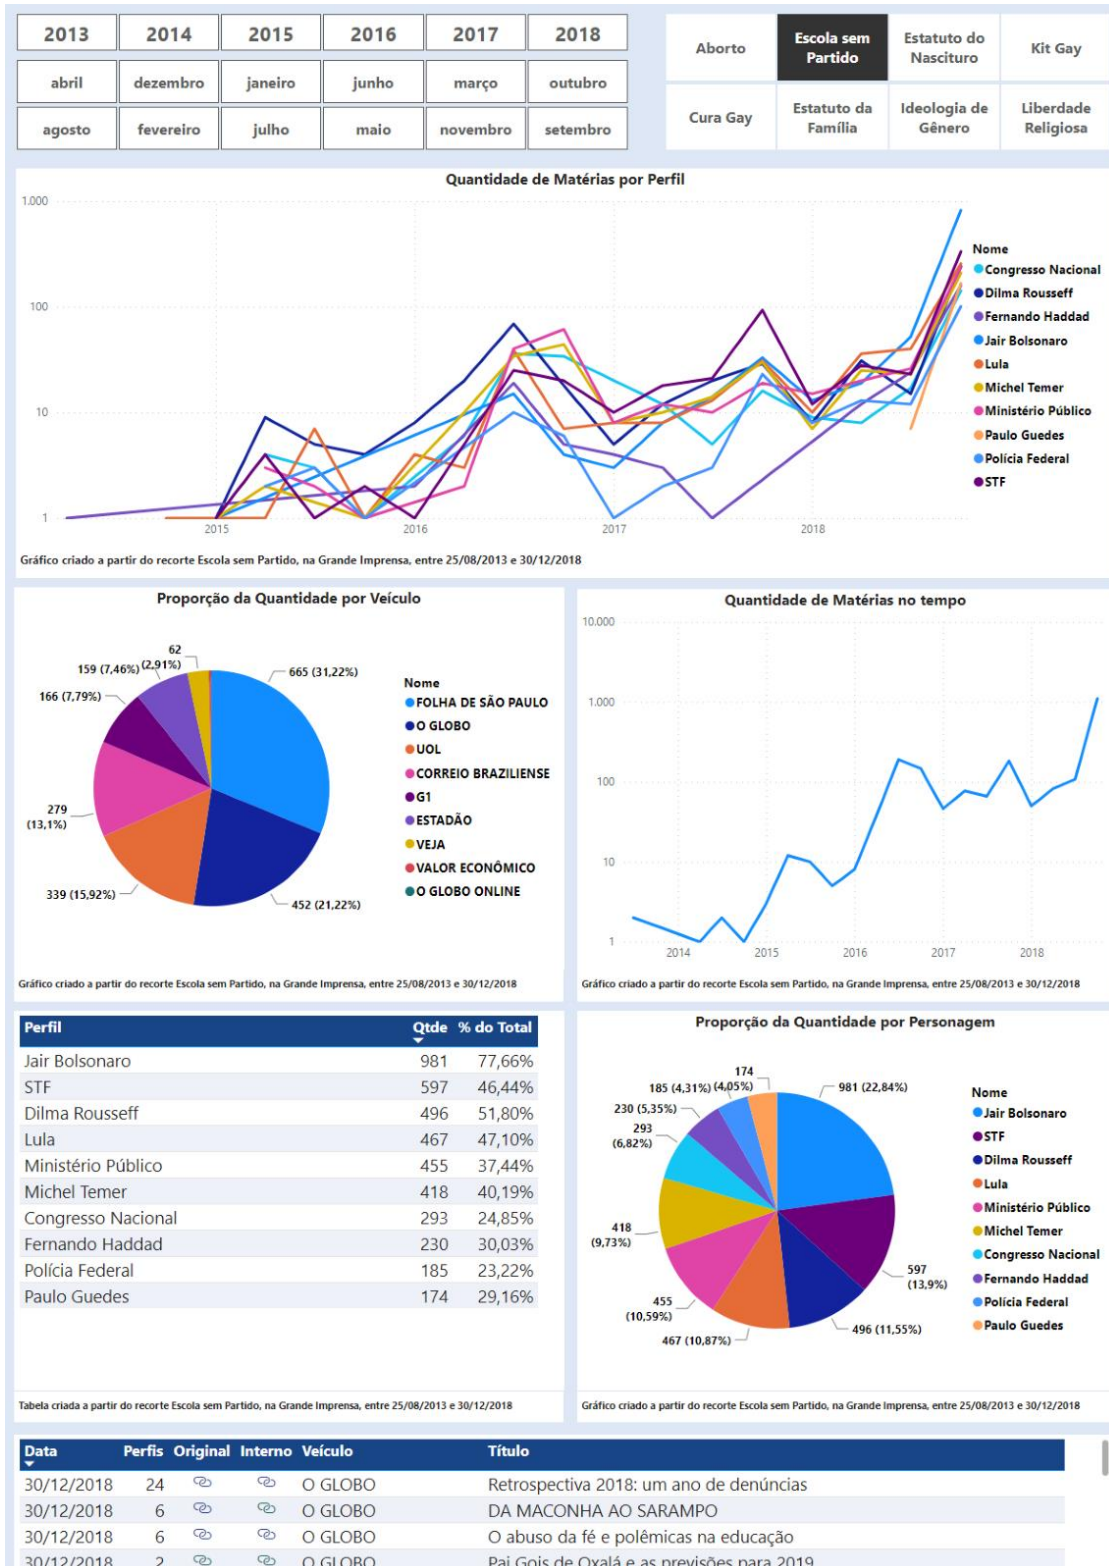 2013 2014 2015 2016 2017 2018
abril dezembro janeiro junho março outubro
agosto fevereiro julho maio novembro setembro
Aborto Escola sem Partido Estatuto do Nascituro Kit Gay
Cura Gay Estatuto da Família Ideologia de Gênero Liberdade Religiosa
Quantidade de Matérias por Perfil
1.000
100
10
1
2015 2016 2017 2018
Nome
Congresso Nacional
Dilma Rousseff
Fernando Haddad
Jair Bolsonaro
Lula
Michel Temer
Ministério Público
Paulo Guedes
Polícia Federal
STF
Gráfico criado a partir do recorte Escola sem Partido, na Grande Imprensa, entre 25/08/2013 e 30/12/2018
Proporção da Quantidade por Veículo
62
(2,91%)
159 (7,46%)
166 (7,79%)
279
(13,1%)
339 (15,92%)
452 (21,22%)
665 (31,22%)
Nome
FOLHA DE SÃO PAULO
O GLOBO
UOL
CORREIO BRAZILIENSE
G1
ESTADÃO
VEJA
VALOR ECONÔMICO
O GLOBO ONLINE
Gráfico criado a partir do recorte Escola sem Partido, na Grande Imprensa, entre 25/08/2013 e 30/12/2018
Quantidade de Matérias no tempo
10.000
1.000
100
10
1
2014 2015 2016 2017 2018
Gráfico criado a partir do recorte Escola sem Partido, na Grande Imprensa, entre 25/08/2013 e 30/12/2018
Perfil Qtde % do Total
Jair Bolsonaro 981 77,66%
STF 597 46,44%
Dilma Rousseff 496 51,80%
Lula 467 47,10%
Ministério Público 455 37,44%
Michel Temer 418 40,19%
Congresso Nacional 293 24,85%
Fernando Haddad 230 30,03%
Polícia Federal 185 23,22%
Paulo Guedes 174 29,16%
Tabela criada a partir do recorte Escola sem Partido, na Grande Imprensa, entre 25/08/2013 e 30/12/2018
Proporção da Quantidade por Personagem
174
(4,05%)
185 (4,31%)
230 (5,35%)
293
(6,82%)
418
(9,73%)
455
(10,59%)
467 (10,87%)
496 (11,55%)
597
(13,9%)
981 (22,84%)
Nome
Jair Bolsonaro
STF
Dilma Rousseff
Lula
Ministério Público
Michel Temer
Congresso Nacional
Fernando Haddad
Polícia Federal
Paulo Guedes
Gráfico criado a partir do recorte Escola sem Partido, na Grande Imprensa, entre 25/08/2013 e 30/12/2018
Data Perfis Original Interno Veículo Título
30/12/2018 24 O GLOBO Retrospectiva 2018: um ano de denúncias
30/12/2018 6 O GLOBO DA MACONHA AO SARAMPO
30/12/2018 6 O GLOBO O abuso da fé e polêmicas na educação
30/12/2018 2 O GLOBO Pai Gois de Oxalá e as previsões para 2019